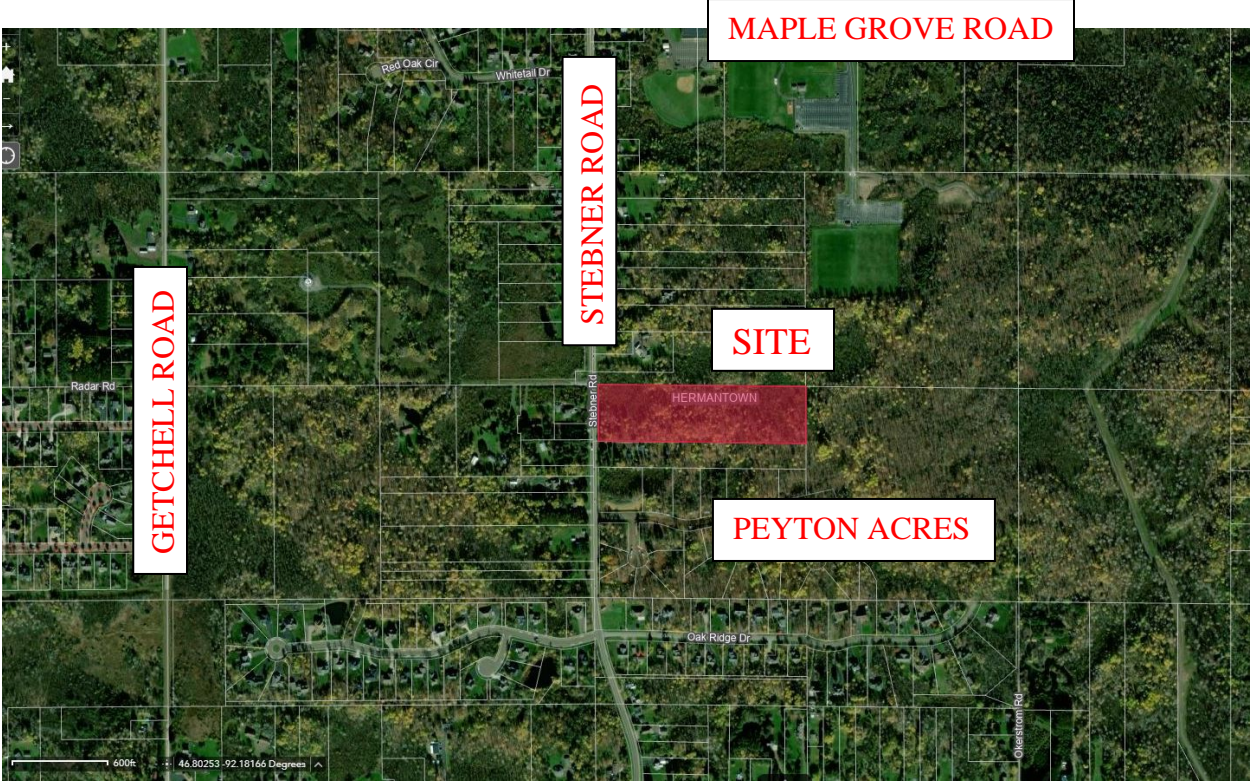 MAPLE GROVE ROAD
Red Oak Cir
Whitetail Dr
STEBNER ROAD
SITE
GETCHELL ROAD
Radar Rd
Stebner Rd
HERMANTOWN
PEYTON ACRES
Oak Ridge Dr
Okerstrom Rd
600ft
46.80253 -92.18166 Degrees